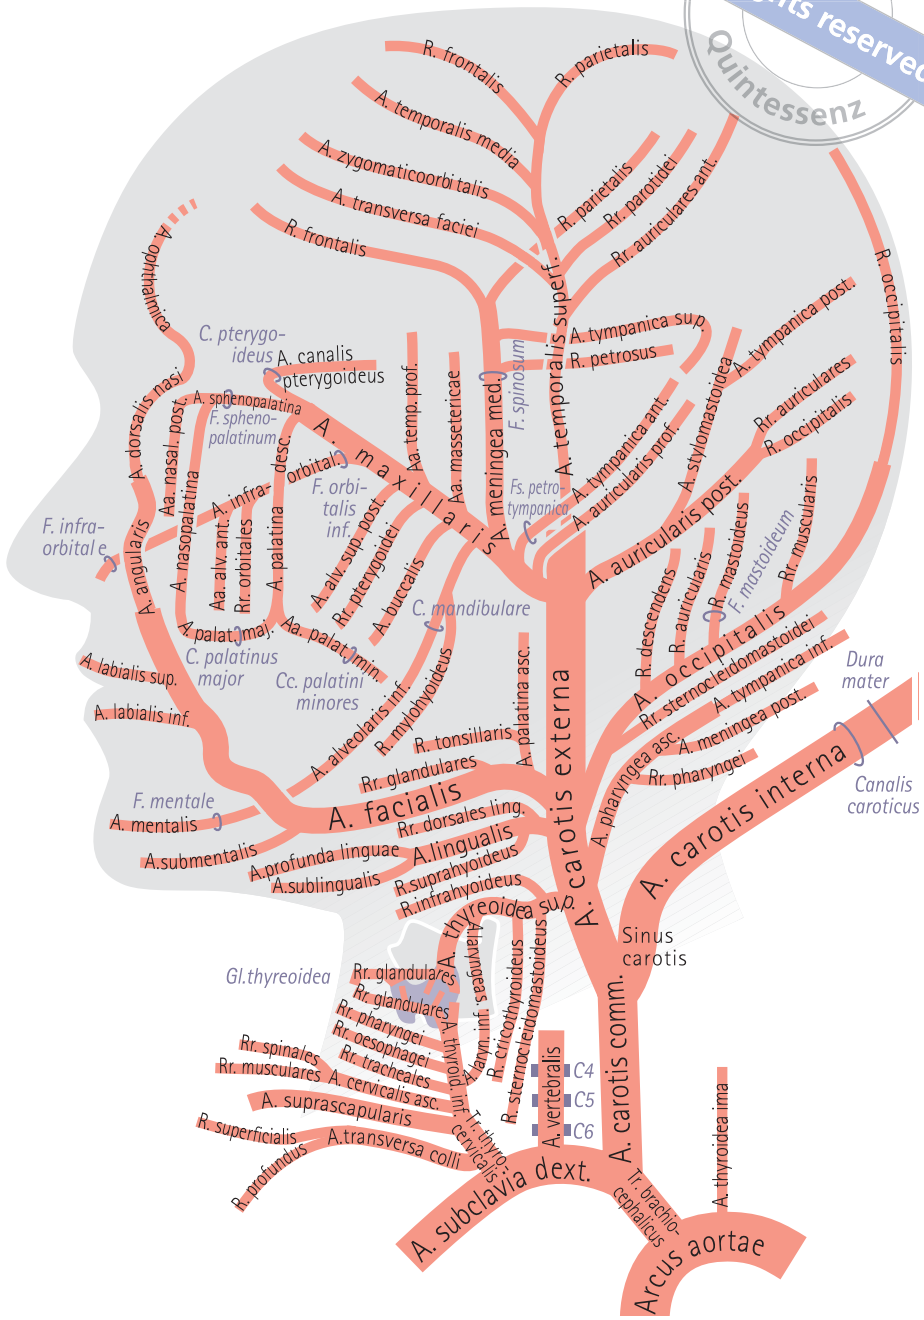 ghts reserved
Quintessenz
R. frontalis
R. parietalis
A. temporalis media
A. zygomaticoorbitalis
A. transversa faciei
R. frontalis
R. parietalis
Rr. parotidei
Rr. auriculares ant.
R. occipitalis
A. ophthalmica
A. temporalis superf.
A. tympanica sup.
R. petrosus
A. tympanica post.
C. pterygo-
ideus
A. canalis
pterygoideus
A. dorsalis nasi
Aa. nasal. post.
A. sphenopalatina
F. spheno-
palatinum
A. maxillaris
Aa. temp. prof.
Aa. massetericae
A. meningea med.
F. spinosum
A. stylomastoidea
Rr. auriculares
R. occipitalis
A. tympanica ant.
A. auricularis prof.
Fs. petro-
tympanica
A. auricularis post.
A. infra-
orbital.
F. orbi-
talis
inf.
F. infra-
orbital e
A. angularis
A. nasopalatina
Aa. alv. ant.
Rr. orbitales
A. palatina desc.
A. alv. sup. post.
Rr. pterygoidei
A. buccalis
C. mandibulare
A. palat. maj.
C. palatinus
major
Aa. palat. min.
Cc. palatini
minores
R. descendens
R. auricularis
R. mastoideus
F. mastoideum
Rr. muscularis
A. occipitalis
Rr. sternocleidomastoidei
A. tympanica inf.
A. meningea post.
A. pharyngea asc.
Rr. pharyngei
Dura
mater
Canalis
caroticus
A. labialis sup.
A. labialis inf.
A. alveolaris inf.
R. mylohyoideus
R. tonsillaris
A. palatina asc.
A. carotis externa
A. carotis interna
Rr. glandulares
F. mentale
A. mentalis
A. facialis
A.submentalis
Rr. dorsales ling.
A.profunda linguae
A.lingualis
A.sublingualis
R.suprahyoideus
R.infrahyoideus
A. thyreoidea sup.
Sinus
carotis
A.laryngeas.
R. cricothyroideus
R. sternocleidomastoideus
Gl.thyreoidea
Rr. glandulares
Rr. glandulares
Rr. pharyngei
Rr. oesophagei
Rr. tracheales
A. thyroid. inf.
Rr. spinales
Rr. musculares
A. cervicalis asc.
A. suprascapularis
R. superficialis
A.transversa colli
R. profundus
Tr. thyro-
cervicalis
A. vertebralis
C4
C5
C6
A. carotis comm.
A. subclavia dext.
Tr. brachio-
cephalicus
A. thyroidea ima
Arcus aortae